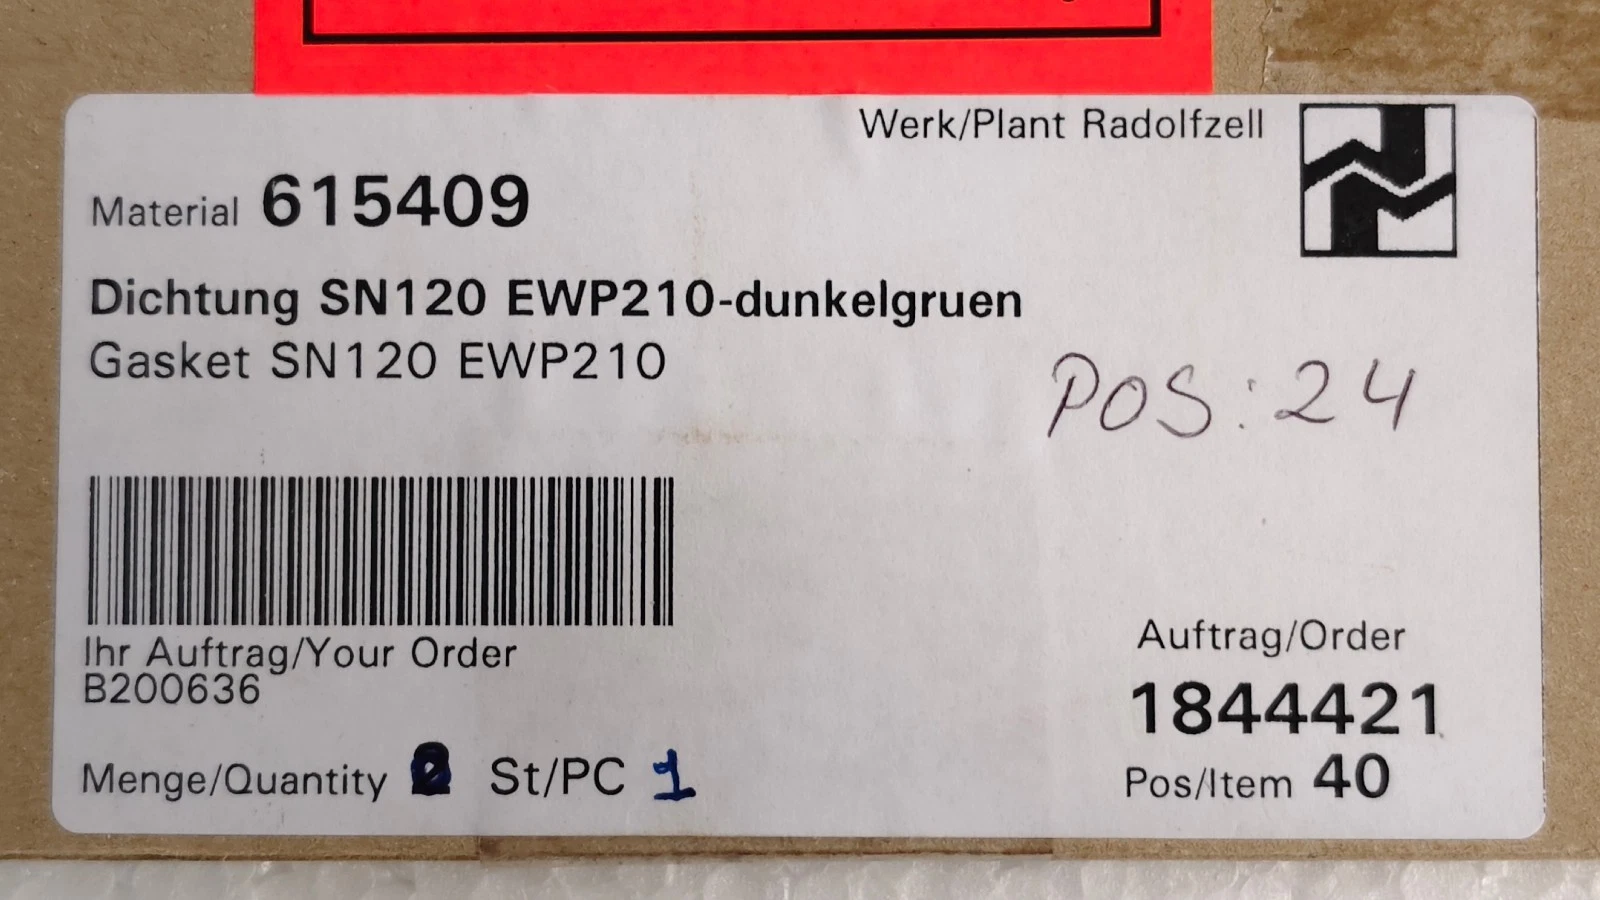 Werk/Plant Radolfzell
Material 615409
Dichtung SN120 EWP210-dunkelgruen
Gasket SN120 EWP210
POS: 24
Ihr Auftrag/Your Order
B200636
Auftrag/Order
1844421
Menge/Quantity St/PC 1
Pos/Item 40